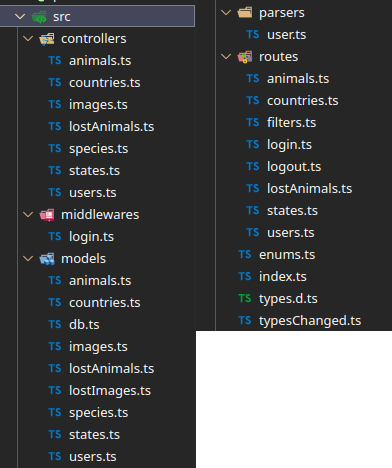 src
controllers
TS animals.ts
TS countries.ts
TS images.ts
TS lostAnimals.ts
TS species.ts
TS states.ts
TS users.ts
middlewares
TS login.ts
models
TS animals.ts
TS countries.ts
TS db.ts
TS images.ts
TS lostAnimals.ts
TS lostImages.ts
TS species.ts
TS states.ts
TS users.ts
parsers
TS user.ts
routes
TS animals.ts
TS countries.ts
TS filters.ts
TS login.ts
TS logout.ts
TS lostAnimals.ts
TS states.ts
TS users.ts
TS enums.ts
TS index.ts
TS types.d.ts
TS typesChanged.ts